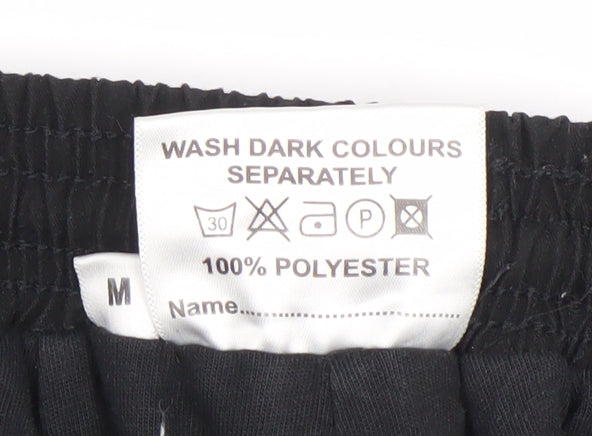 WASH DARK COLOURS
SEPARATELY
30 P
100% POLYESTER
Name................................
M